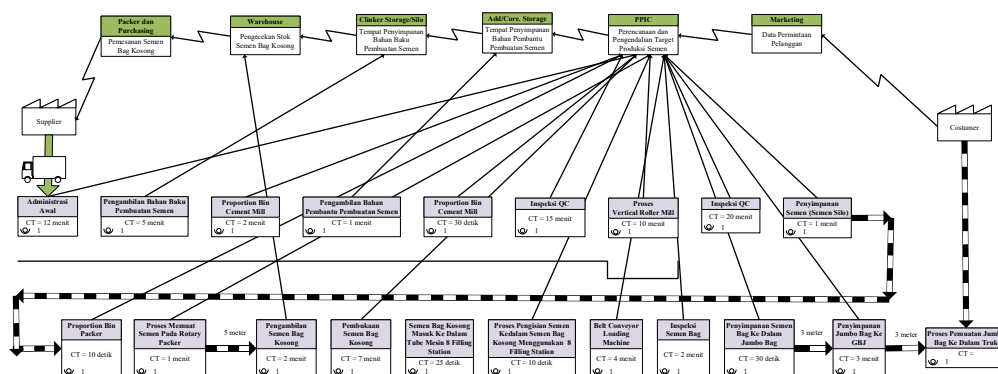 Packer dan
Purchasing
Pemesanan Semen
Bag Kosong
Warehouse
Pengecekan Stok
Semen Bag Kosong
Clinker Storage/Silo
Tempat Penyimpanan
Bahan Baku
Pembuatan Semen
Add/Core. Storage
Tempat Penyimpanan
Bahan Pembantu
Pembuatan Semen
PPIC
Perencanaan dan
Pengendalian Target
Produksi Semen
Marketing
Data Permintaan
Pelanggan
Supplier
Costumer
Administrasi
Awal
CT = 12 menit
1
Pengambilan Bahan Baku
Pembuatan Semen
CT = 5 menit
1
Proportion Bin
Cement Mill
CT = 2 menit
1
Pengambilan Bahan
Pembantu Pembuatan Semen
CT = 1 menit
1
Proportion Bin
Cement Mill
CT = 30 detik
1
Inspeksi QC
CT = 15 menit
1
Proses
Vertical Roller Mill
CT = 10 menit
1
Inspeksi QC
CT = 20 menit
1
Penyimpanan
Semen (Semen Silo)
CT = 1 menit
1
Proportion Bin
Packer
CT = 10 detik
1
Proses Memuat
Semen Pada Rotary
Packer
CT = 1 menit
1
5 meter
Pengambilan
Semen Bag
Kosong
CT = 2 menit
1
Pembukaan
Semen Bag
Kosong
CT = 7 menit
1
Semen Bag Kosong
Masuk Ke Dalam
Tube Mesin 8 Filling
Station
CT = 25 detik
1
Proses Pengisian Semen
Kedalam Semen Bag
Kosong Menggunakan 8
Filling Station
CT = 10 detik
1
Belt Conveyor
Loading
Machine
CT = 4 menit
1
Inspeksi
Semen Bag
CT = 2 menit
1
Penyimpanan Semen
Bag Ke Dalam
Jumbo Bag
CT = 30 detik
1
3 meter
Penyimpanan
Jumbo Bag Ke
GBJ
CT = 3 menit
1
3 meter
Proses Pemuatan Jum
Bag Ke Dalam Truk
CT =
1